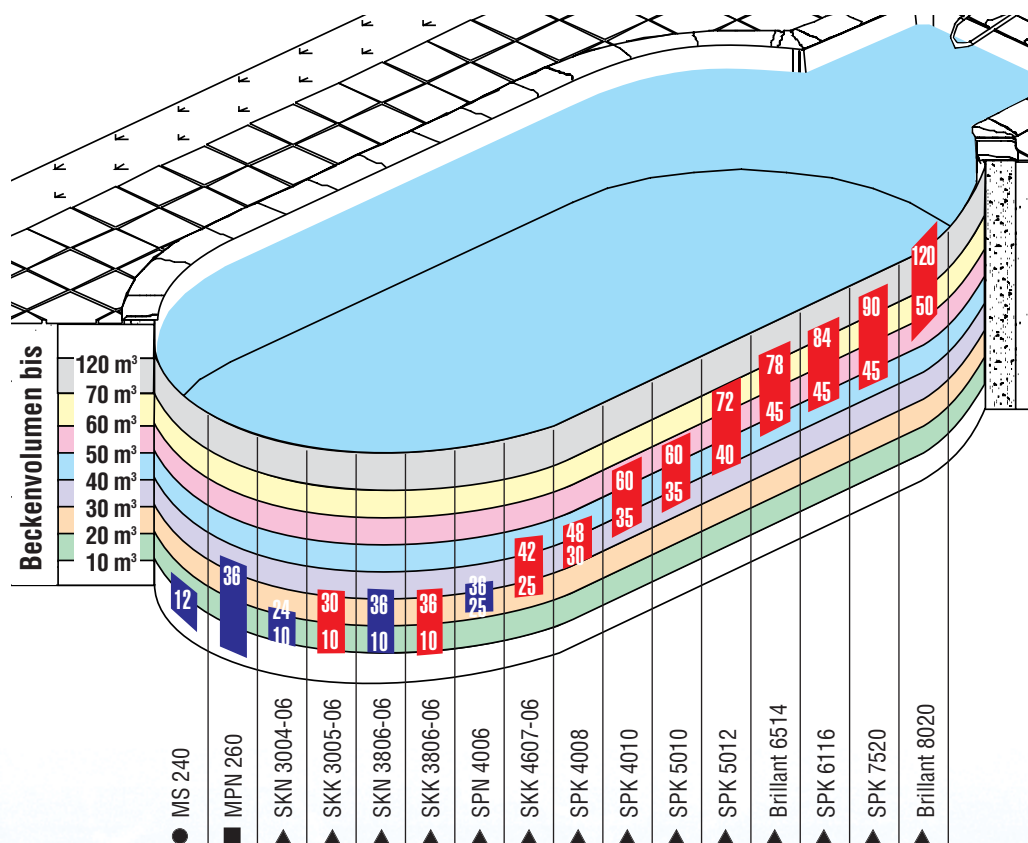 Beckenvolumen bis
120 m³
70 m³
60 m³
50 m³
40 m³
30 m³
20 m³
10 m³
12
36
24
10
30
10
36
10
36
10
36
25
42
25
48
30
60
35
60
35
72
40
78
45
84
45
90
45
120
50
● MS 240
■ MPN 260
▲ SKN 3004-06
▲ SKK 3005-06
▲ SKN 3806-06
▲ SKK 3806-06
▲ SPN 4006
▲ SKK 4607-06
▲ SPK 4008
▲ SPK 4010
▲ SPK 5010
▲ SPK 5012
▲ Brillant 6514
▲ SPK 6116
▲ SPK 7520
▲ Brillant 8020